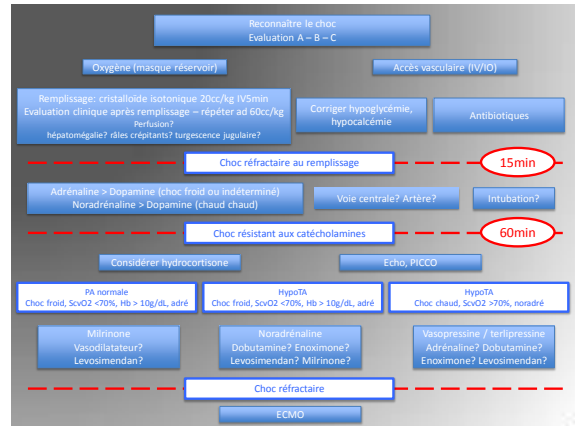 Reconnaître le choc
Evaluation A – B – C
Oxygène (masque réservoir)
Accès vasculaire (IV/IO)
Remplissage: cristalloïde isotonique 20cc/kg IV5min
Evaluation clinique après remplissage – répéter ad 60cc/kg
Perfusion?
hépatomégalie? râles crépitants? turgescence jugulaire?
Corriger hypoglycémie,
hypocalcémie
Antibiotiques
Choc réfractaire au remplissage
15min
Adrénaline > Dopamine (choc froid ou indéterminé)
Noradrénaline > Dopamine (chaud chaud)
Voie centrale? Artère?
Intubation?
Choc résistant aux catécholamines
60min
Considérer hydrocortisone
Echo, PICCO
PA normale
Choc froid, ScvO2 <70%, Hb > 10g/dL, adré
HypoTA
Choc froid, ScvO2 <70%, Hb > 10g/dL, adré
HypoTA
Choc chaud, ScvO2 >70%, noradré
Milrinone
Vasodilatateur?
Levosimendan?
Noradrénaline
Dobutamine? Enoximone?
Levosimendan? Milrinone?
Vasopressine / terlipressine
Adrénaline? Dobutamine?
Enoximone? Levosimendan?
Choc réfractaire
ECMO